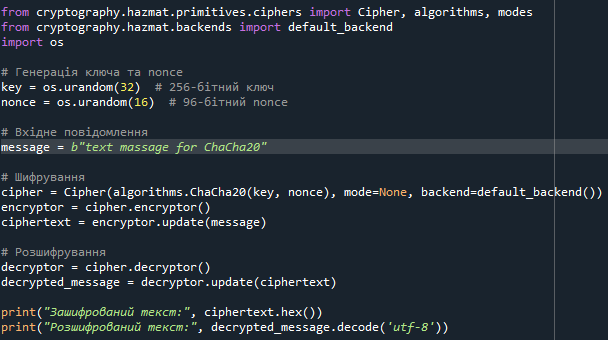 from cryptography.hazmat.primitives.ciphers import Cipher, algorithms, modes
from cryptography.hazmat.backends import default_backend
import os
# Генерація ключа та nonce
key = os.urandom(32)  # 256-бітний ключ
nonce = os.urandom(16)  # 96-бітний nonce
# Вхідне повідомлення
message = b"text massage for ChaCha20"
# Шифрування
cipher = Cipher(algorithms.ChaCha20(key, nonce), mode=None, backend=default_backend())
encryptor = cipher.encryptor()
ciphertext = encryptor.update(message)
# Розшифрування
decryptor = cipher.decryptor()
decrypted_message = decryptor.update(ciphertext)
print("Зашифрований текст:", ciphertext.hex())
print("Розшифрований текст:", decrypted_message.decode('utf-8'))